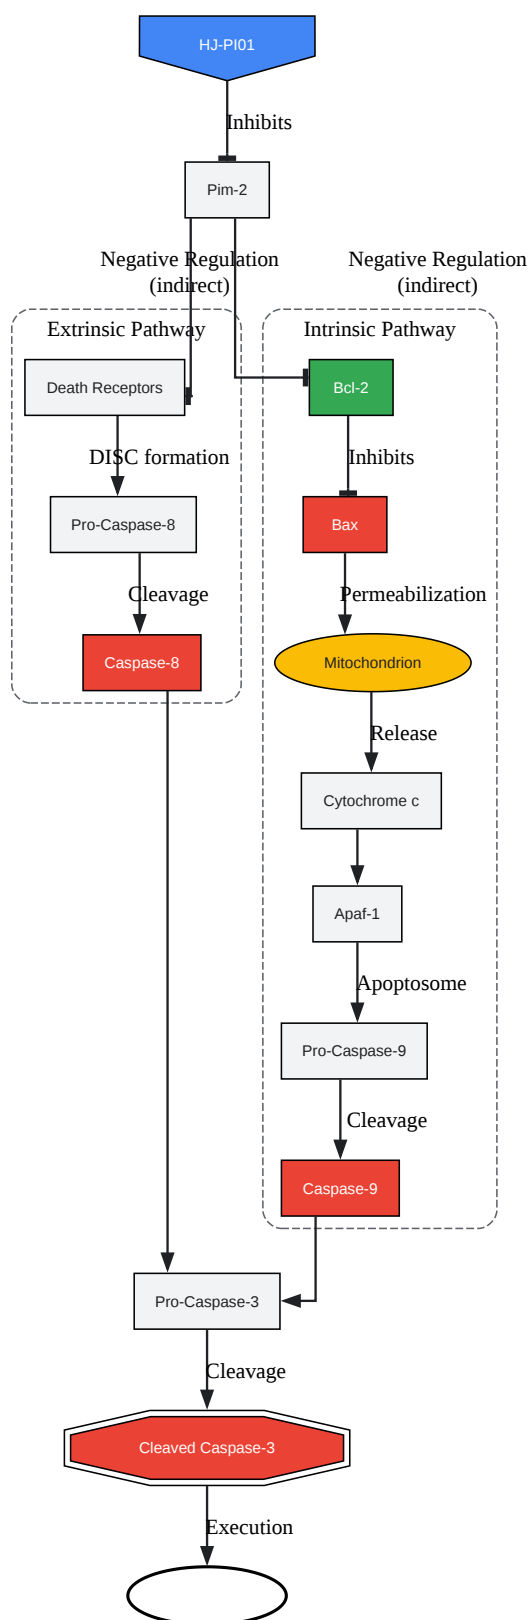 HJ-PI01
Inhibits
Pim-2
Negative Regulation
(indirect)
Negative Regulation
(indirect)
Extrinsic Pathway
Intrinsic Pathway
Death Receptors
Bcl-2
DISC formation
Inhibits
Pro-Caspase-8
Bax
Cleavage
Permeabilization
Caspase-8
Mitochondrion
Release
Cytochrome c
Apaf-1
Apoptosome
Pro-Caspase-9
Cleavage
Caspase-9
Pro-Caspase-3
Cleavage
Cleaved Caspase-3
Execution